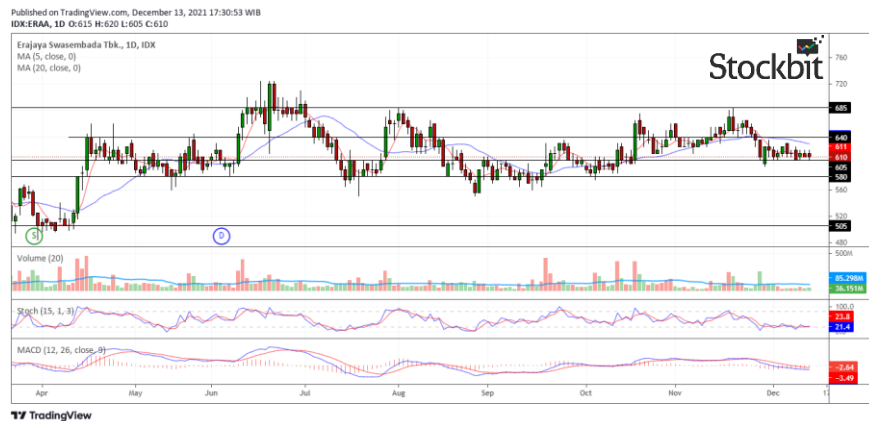 Published on TradingView.com, December 13, 2021 17:30:53 WIB
IDX:ERAA, 1D O:615 H:620 L:605 C:610
Erajaya Swasembada Tbk., 1D, IDX
MA (5, close, 0)
MA (20, close, 0)
Stockbit
760
720
685
640
611
610
605
580
560
520
505
480
Volume (20)
500M
85.298M
36.151M
Stoch (15, 1, 3)
100.0
23.8
21.4
MACD (12, 26, close, 9)
-2.64
-3.49
Apr May Jun Jul Aug Sep Oct Nov Dec
S
D
TradingView